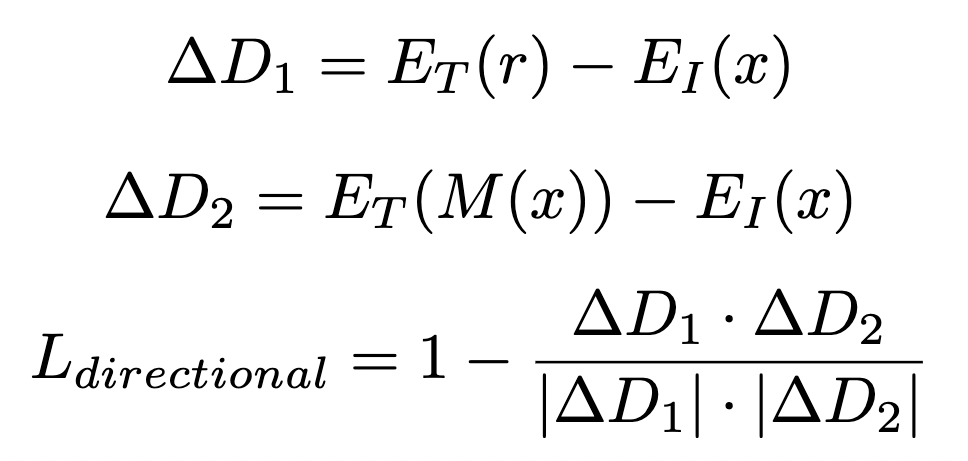 ΔD₁ = E_T(r) − E_I(x)
ΔD₂ = E_T(M(x)) − E_I(x)
L_directional = 1 − (ΔD₁ · ΔD₂) / (|ΔD₁| · |ΔD₂|)